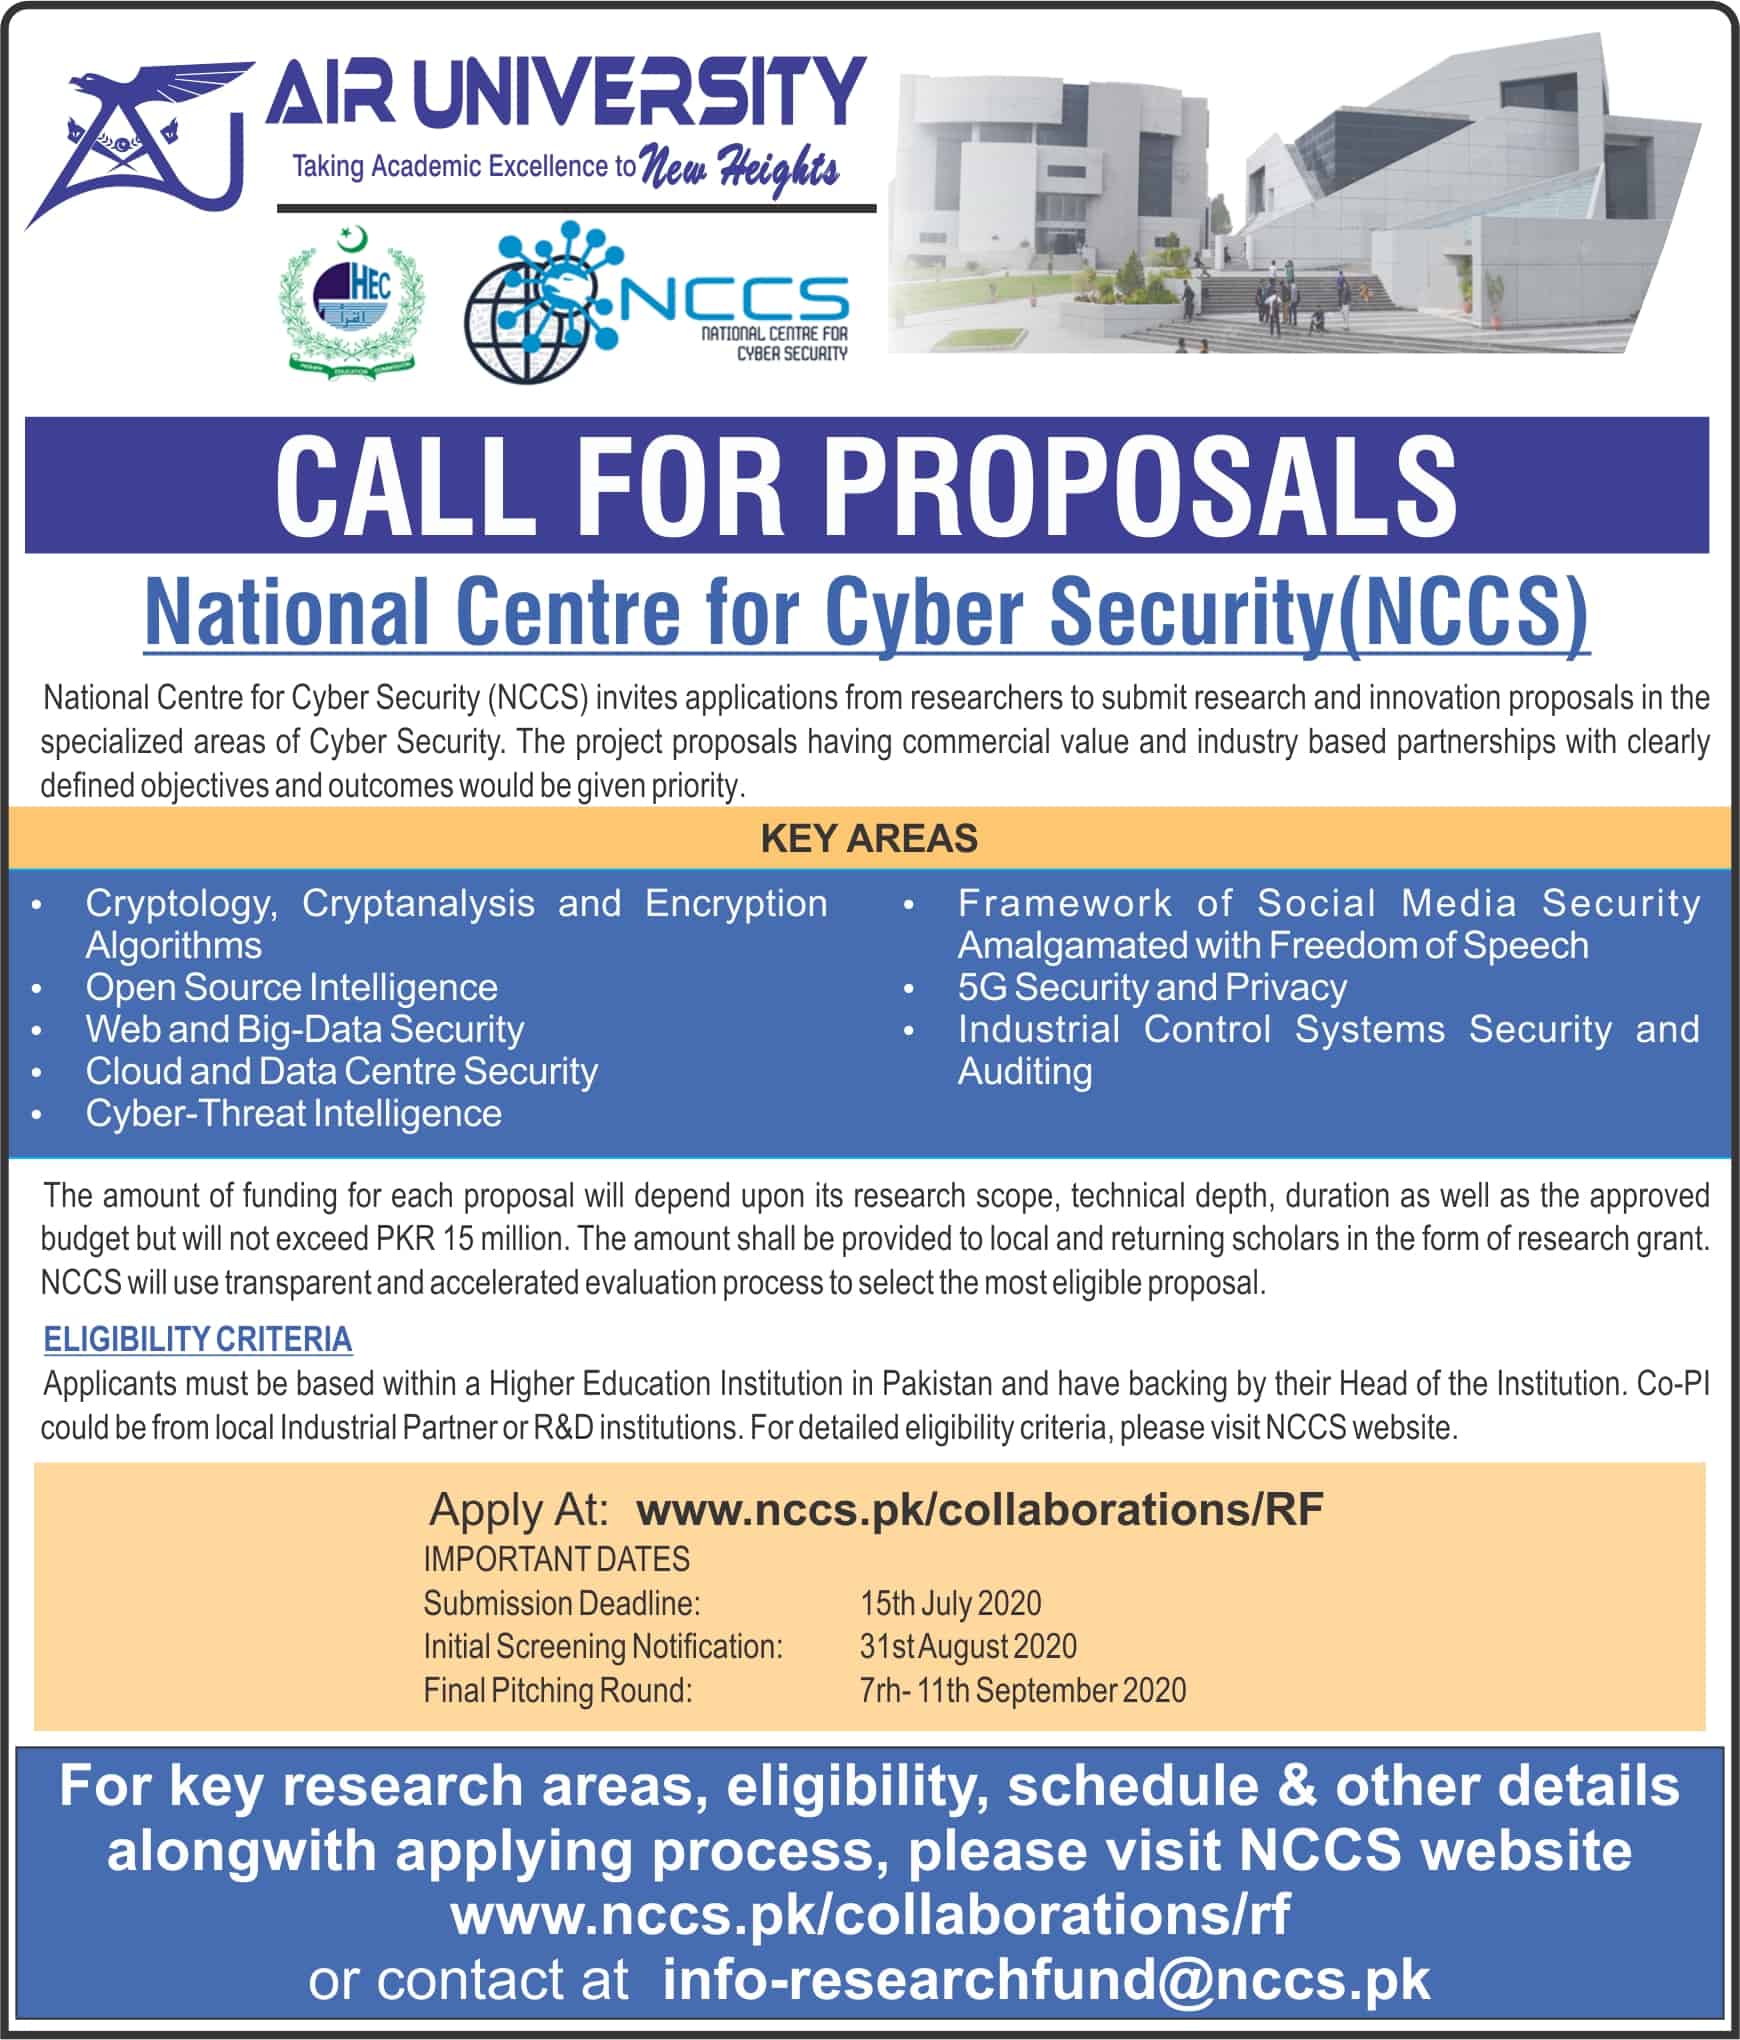 AIR UNIVERSITY
Taking Academic Excellence to New Heights
HEC
اقرأ
NCCS
NATIONAL CENTRE FOR
CYBER SECURITY
CALL FOR PROPOSALS
National Centre for Cyber Security(NCCS)
National Centre for Cyber Security (NCCS) invites applications from researchers to submit research and innovation proposals in the
specialized areas of Cyber Security. The project proposals having commercial value and industry based partnerships with clearly
defined objectives and outcomes would be given priority.
KEY AREAS
• Cryptology, Cryptanalysis and Encryption
Algorithms
• Open Source Intelligence
• Web and Big-Data Security
• Cloud and Data Centre Security
• Cyber-Threat Intelligence
• Framework of Social Media Security
Amalgamated with Freedom of Speech
• 5G Security and Privacy
• Industrial Control Systems Security and
Auditing
The amount of funding for each proposal will depend upon its research scope, technical depth, duration as well as the approved
budget but will not exceed PKR 15 million. The amount shall be provided to local and returning scholars in the form of research grant.
NCCS will use transparent and accelerated evaluation process to select the most eligible proposal.
ELIGIBILITY CRITERIA
Applicants must be based within a Higher Education Institution in Pakistan and have backing by their Head of the Institution. Co-PI
could be from local Industrial Partner or R&D institutions. For detailed eligibility criteria, please visit NCCS website.
Apply At: www.nccs.pk/collaborations/RF
IMPORTANT DATES
Submission Deadline: 15th July 2020
Initial Screening Notification: 31st August 2020
Final Pitching Round: 7rh- 11th September 2020
For key research areas, eligibility, schedule & other details
alongwith applying process, please visit NCCS website
www.nccs.pk/collaborations/rf
or contact at info-researchfund@nccs.pk